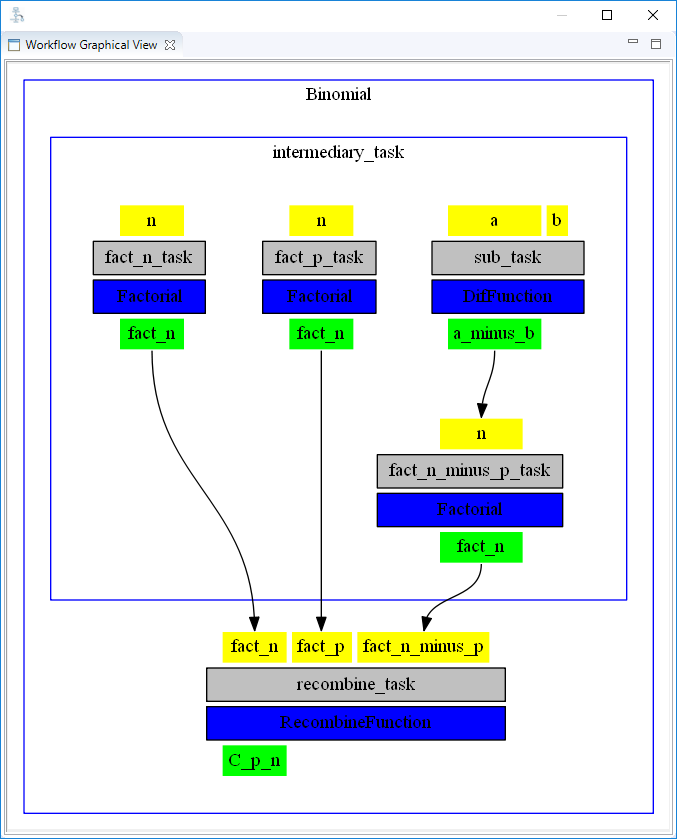 Workflow Graphical View
Binomial
intermediary_task
n n a b
fact_n_task fact_p_task sub_task
Factorial Factorial DitFunction
fact_n fact_n a_minus_b
n
fact_n_minus_p_task
Factorial
fact_n
fact_n fact_p fact_n_minus_p
recombine_task
RecombineFunction
C_p_n